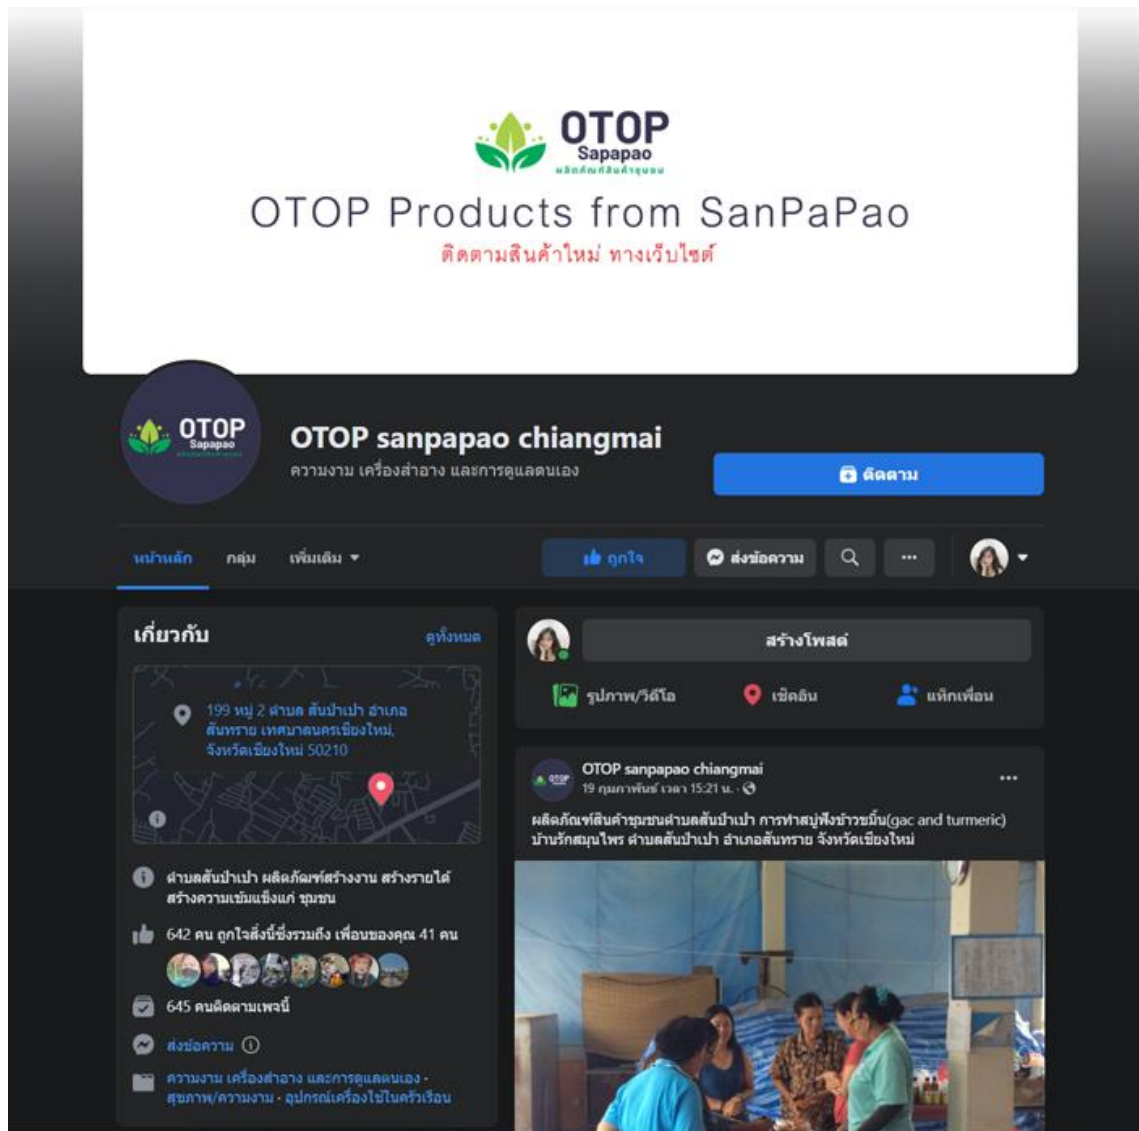 OTOP
Sapapao
ผลิตภัณฑ์สินค้าชุมชน
OTOP Products from SanPaPao
ติดตามสินค้าใหม่ ทางเว็บไซต์
OTOP
Sapapao
OTOP sanpapao chiangmai
ความงาม เครื่องสำอาง และการดูแลตนเอง
ติดตาม
หน้าหลัก
กลุ่ม
เพิ่มเติม
ถูกใจ
ส่งข้อความ
เกี่ยวกับ
ดูทั้งหมด
199 หมู่ 2 ตำบล สันป่าเปา อำเภอ
สันทราย เทศบาลนครเชียงใหม่,
จังหวัดเชียงใหม่ 50210
ตำบลสันป่าเปา ผลิตภัณฑ์สร้างงาน สร้างรายได้
สร้างความเข้มแข็งแก่ ชุมชน
642 คน ถูกใจสิ่งนี้ซึ่งรวมถึง เพื่อนของคุณ 41 คน
645 คนติดตามเพจนี้
ส่งข้อความ
ความงาม เครื่องสำอาง และการดูแลตนเอง ·
สุขภาพ/ความงาม · อุปกรณ์เครื่องใช้ในครัวเรือน
สร้างโพสต์
รูปภาพ/วิดีโอ
เช็คอิน
แท็กเพื่อน
OTOP
OTOP sanpapao chiangmai
19 กุมภาพันธ์ เวลา 15:21 น. ·
ผลิตภัณฑ์สินค้าชุมชนตำบลสันป่าเปา การทำสบู่ฟังข้าวขมิ้น(gac and turmeric)
บ้านรักสมุนไพร ตำบลสันป่าเปา อำเภอสันทราย จังหวัดเชียงใหม่